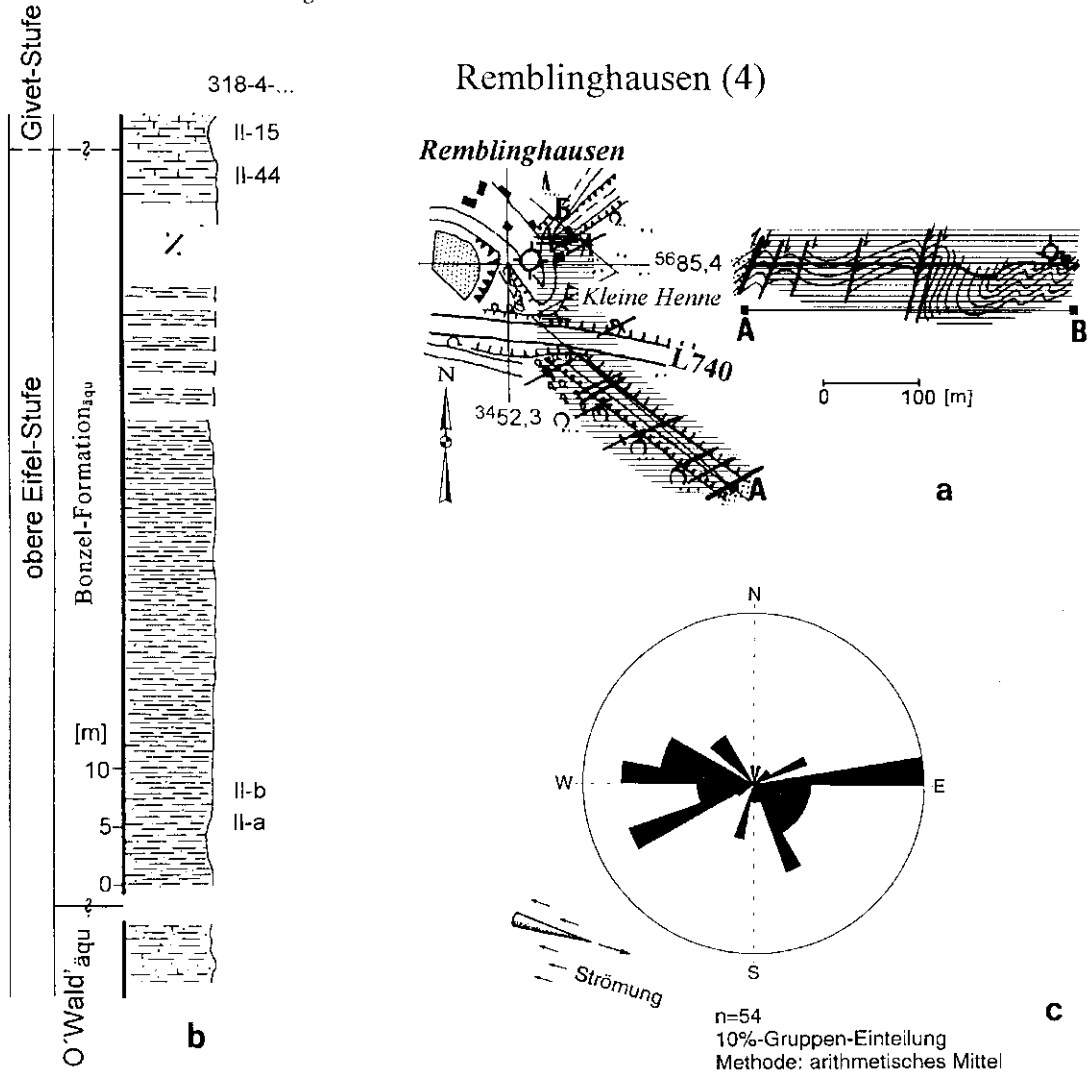 Remblinghausen (4)
Givet-Stufe
obere Eifel-Stufe
Bonzel-Formation äqu
O´Wald' äqu
318-4-...
II-15
?
II-44
[m]
10
II-b
5
II-a
0
?
b
Remblinghausen
B
5685,4
Kleine Henne
L740
N
3452,3
A
A
B
0 100 [m]
a
N
W
E
S
Strömung
c
n=54
10%-Gruppen-Einteilung
Methode: arithmetisches Mittel